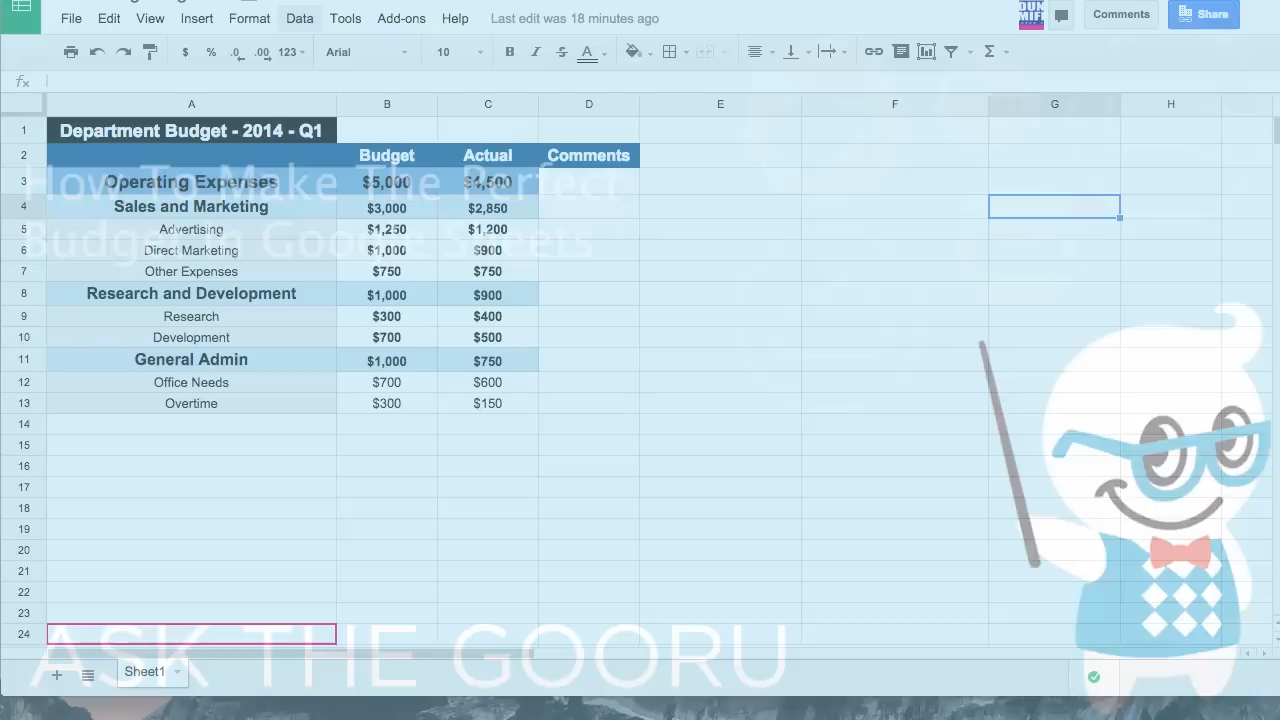 File Edit View Insert Format Data Tools Add-ons Help Last edit was 18 minutes ago
Comments
Share
$ % .0 .00 123 Arial 10 B I S A Σ
fx
A B C D E F G H
1 Department Budget - 2014 - Q1
2 Budget Actual Comments
3 Operating Expenses $5,000 $4,500
How To Make The Perfect
4 Sales and Marketing $3,000 $2,850
5 Advertising $1,250 $1,200
Budget in Google Sheets
6 Direct Marketing $1,000 $900
7 Other Expenses $750 $750
8 Research and Development $1,000 $900
9 Research $300 $400
10 Development $700 $500
11 General Admin $1,000 $750
12 Office Needs $700 $600
13 Overtime $300 $150
14
15
16
17
18
19
20
21
22
23
24
ASK THE GOORU
Sheet1